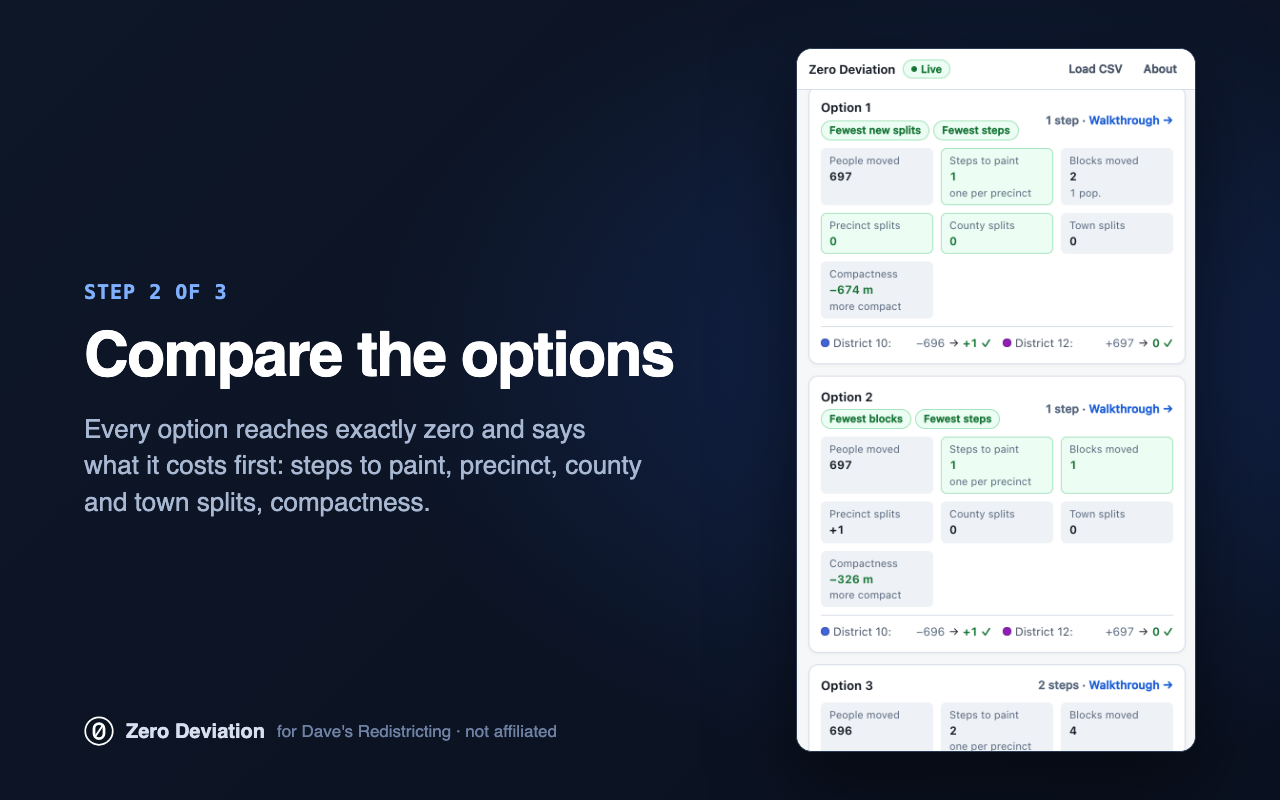 STEP 2 OF 3
Compare the options
Every option reaches exactly zero and says
what it costs first: steps to paint, precinct, county
and town splits, compactness.
Zero Deviation for Dave's Redistricting · not affiliated
Zero Deviation Live Load CSV About
Option 1
1 step · Walkthrough →
Fewest new splits Fewest steps
People moved Steps to paint Blocks moved
697 1 2
one per precinct 1 pop.
Precinct splits County splits Town splits
0 0 0
Compactness
−674 m
more compact
District 10: −696 → +1 ✓ District 12: +697 → 0 ✓
Option 2
1 step · Walkthrough →
Fewest blocks Fewest steps
People moved Steps to paint Blocks moved
697 1 1
one per precinct
Precinct splits County splits Town splits
+1 0 0
Compactness
−326 m
more compact
District 10: −696 → +1 ✓ District 12: +697 → 0 ✓
Option 3 2 steps · Walkthrough →
People moved Steps to paint Blocks moved
696 2 4
one per precinct